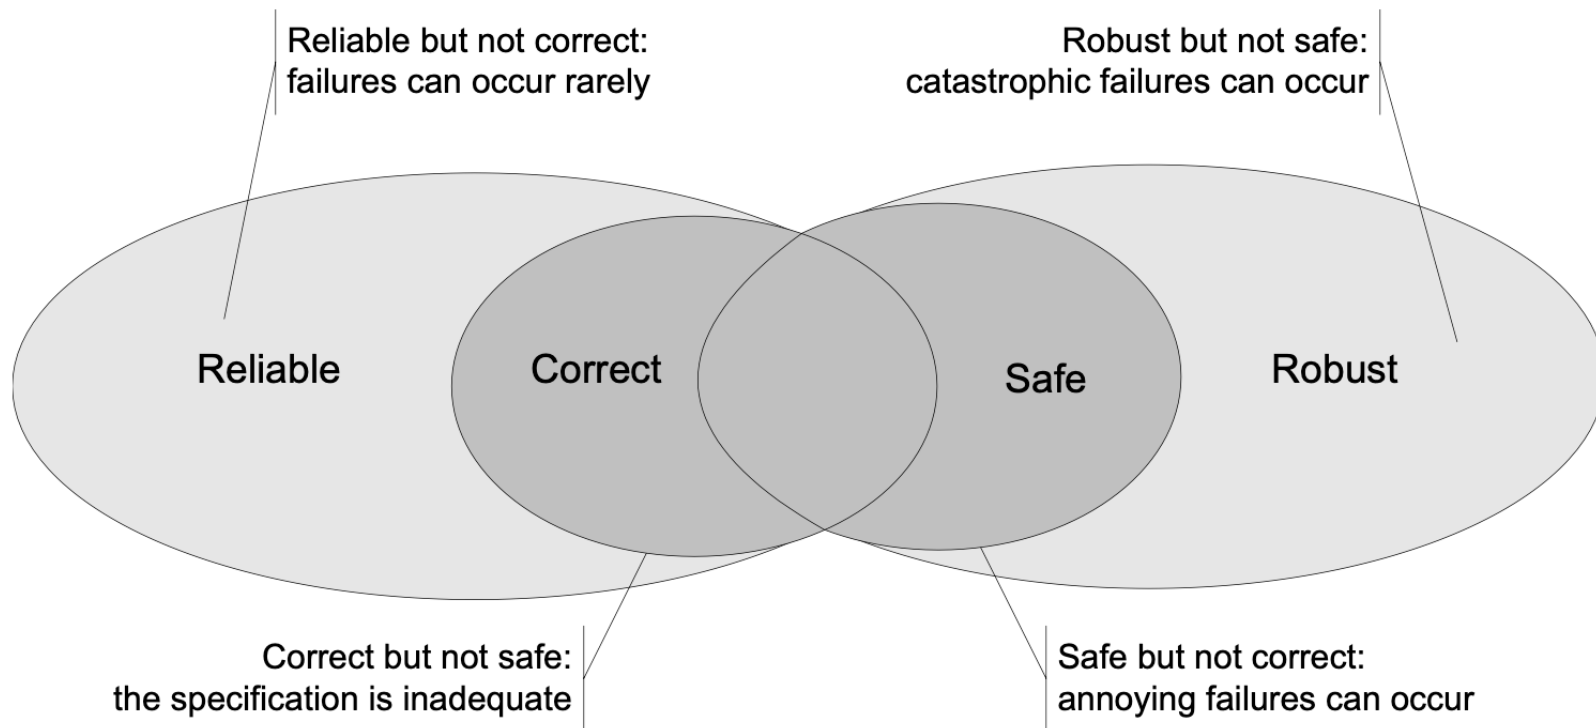 Reliable but not correct:
failures can occur rarely
Robust but not safe:
catastrophic failures can occur
Reliable
Correct
Safe
Robust
Correct but not safe:
the specification is inadequate
Safe but not correct:
annoying failures can occur